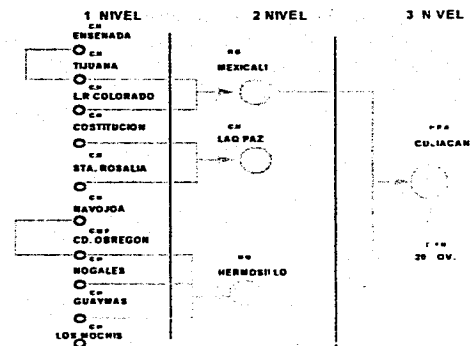 1 NIVEL
2 NIVEL
3 N VEL
C.H
ENSENADA
C.H
TIJUANA
C.H
L.R COLORADO
C.H
COSTITUCION
C.H
STA. ROSALIA
C.H
NAVOJOA
CD. OBREGON
C.H
NOGALES
C.H
GUAYMAS
C.H
LOS MOCHIS
MEXICALI
C.H
LAQ PAZ
HERMOSILLO
CULIACAN